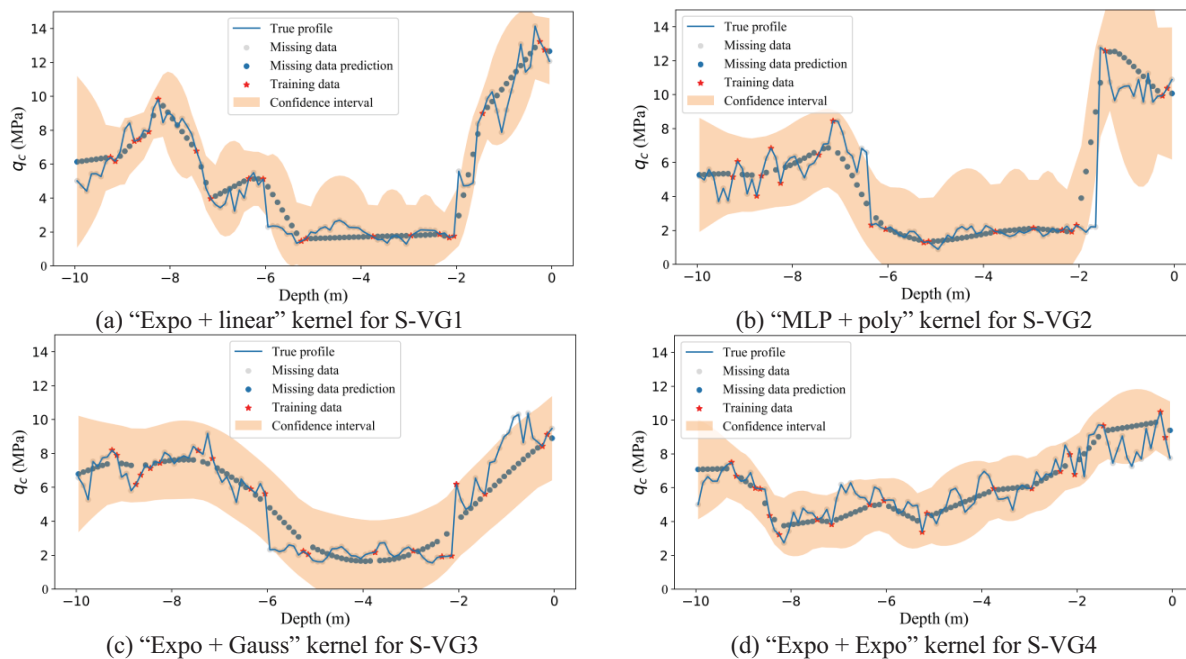 14
12
10
8
6
4
2
0
True profile
Missing data
Missing data prediction
Training data
Confidence interval
qc (MPa)
−10 −8 −6 −4 −2 0
Depth (m)
(a) “Expo + linear” kernel for S-VG1
14
12
10
8
6
4
2
0
True profile
Missing data
Missing data prediction
Training data
Confidence interval
qc (MPa)
−10 −8 −6 −4 −2 0
Depth (m)
(b) “MLP + poly” kernel for S-VG2
14
12
10
8
6
4
2
0
True profile
Missing data
Missing data prediction
Training data
Confidence interval
qc (MPa)
−10 −8 −6 −4 −2 0
Depth (m)
(c) “Expo + Gauss” kernel for S-VG3
14
12
10
8
6
4
2
0
True profile
Missing data
Missing data prediction
Training data
Confidence interval
qc (MPa)
−10 −8 −6 −4 −2 0
Depth (m)
(d) “Expo + Expo” kernel for S-VG4